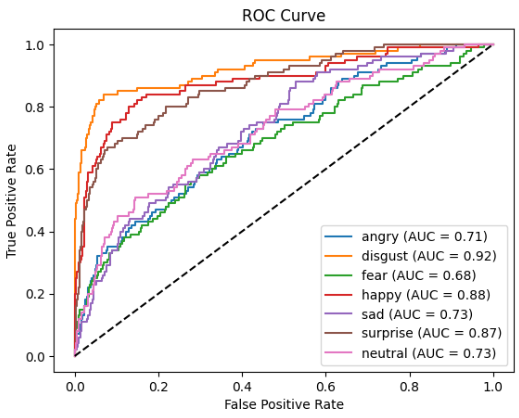 ROC Curve
True Positive Rate
1.0
0.8
0.6
0.4
0.2
0.0
angry (AUC = 0.71)
disgust (AUC = 0.92)
fear (AUC = 0.68)
happy (AUC = 0.88)
sad (AUC = 0.73)
surprise (AUC = 0.87)
neutral (AUC = 0.73)
0.0 0.2 0.4 0.6 0.8 1.0
False Positive Rate